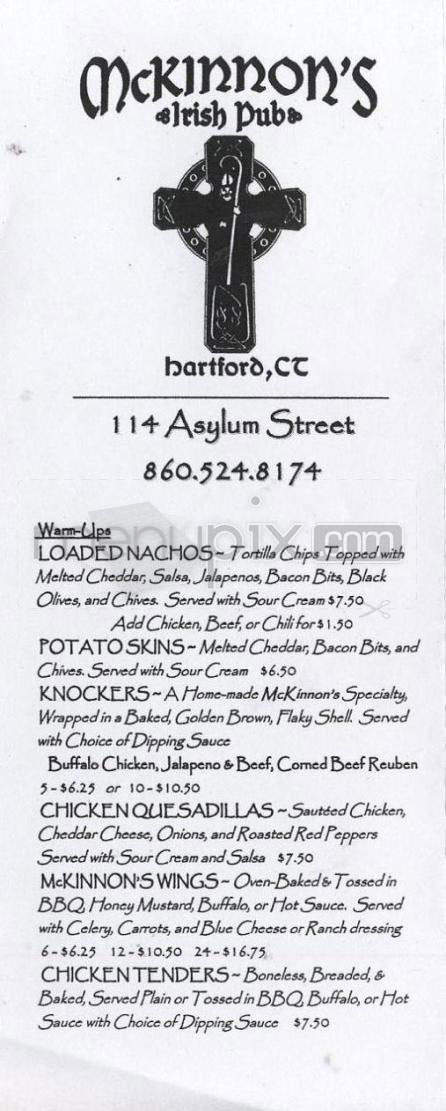 McKinnon's
Irish Pub
Hartford, CT
114 Asylum Street
860.524.8174
Warm-Ups
menupix.com
LOADED NACHOS ~ Tortilla Chips Topped with
Melted Cheddar, Salsa, Jalapenos, Bacon Bits, Black
Olives, and Chives. Served with Sour Cream $7.50
Add Chicken, Beef, or Chili for $1.50
POTATO SKINS ~ Melted Cheddar, Bacon Bits, and
Chives. Served with Sour Cream $6.50
KNOCKERS ~ A Home-made McKinnon's Specialty,
Wrapped in a Baked, Golden Brown, Flaky Shell. Served
with Choice of Dipping Sauce
Buffalo Chicken, Jalapeno & Beef, Corned Beef Reuben
5 - $6.25 or 10 - $10.50
CHICKEN QUESADILLAS ~ Sautéed Chicken,
Cheddar Cheese, Onions, and Roasted Red Peppers
Served with Sour Cream and Salsa $7.50
McKINNON'S WINGS ~ Oven-Baked & Tossed in
BBQ, Honey Mustard, Buffalo, or Hot Sauce. Served
with Celery, Carrots, and Blue Cheese or Ranch dressing
6 - $6.25 12 - $10.50 24 - $16.75
CHICKEN TENDERS ~ Boneless, Breaded, &
Baked, Served Plain or Tossed in BBQ, Buffalo, or Hot
Sauce with Choice of Dipping Sauce $7.50